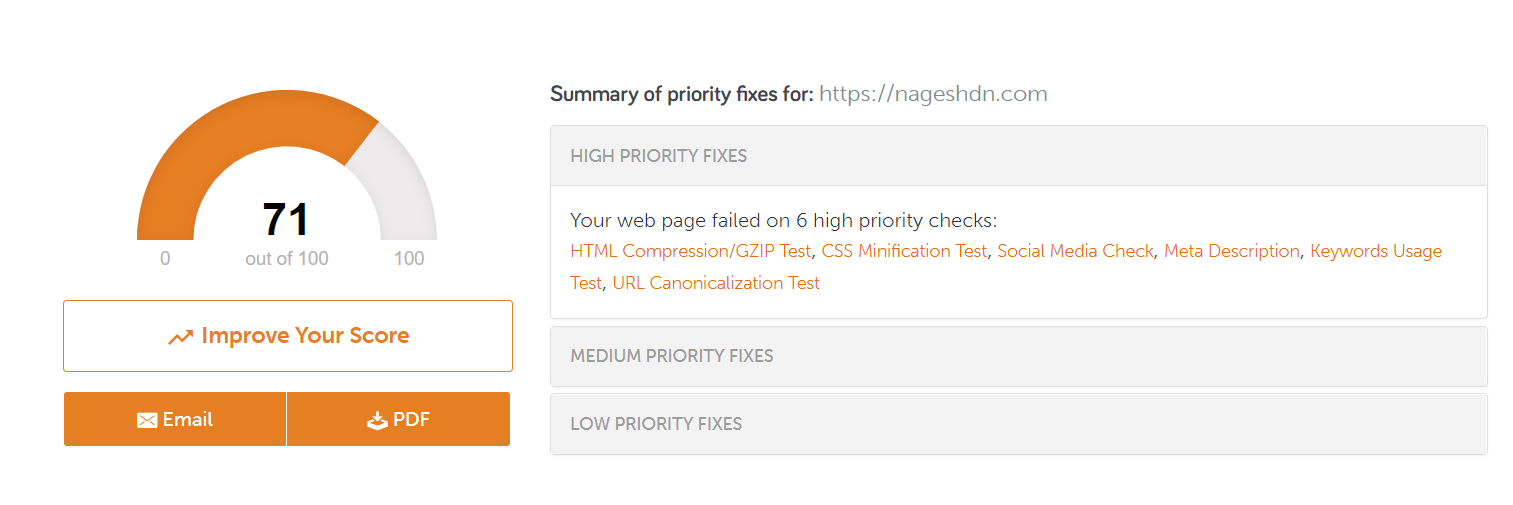 71
0
out of 100
100
Improve Your Score
Email
PDF
Summary of priority fixes for: https://nageshdn.com
HIGH PRIORITY FIXES
Your web page failed on 6 high priority checks:
HTML Compression/GZIP Test, CSS Minification Test, Social Media Check, Meta Description, Keywords Usage
Test, URL Canonicalization Test
MEDIUM PRIORITY FIXES
LOW PRIORITY FIXES